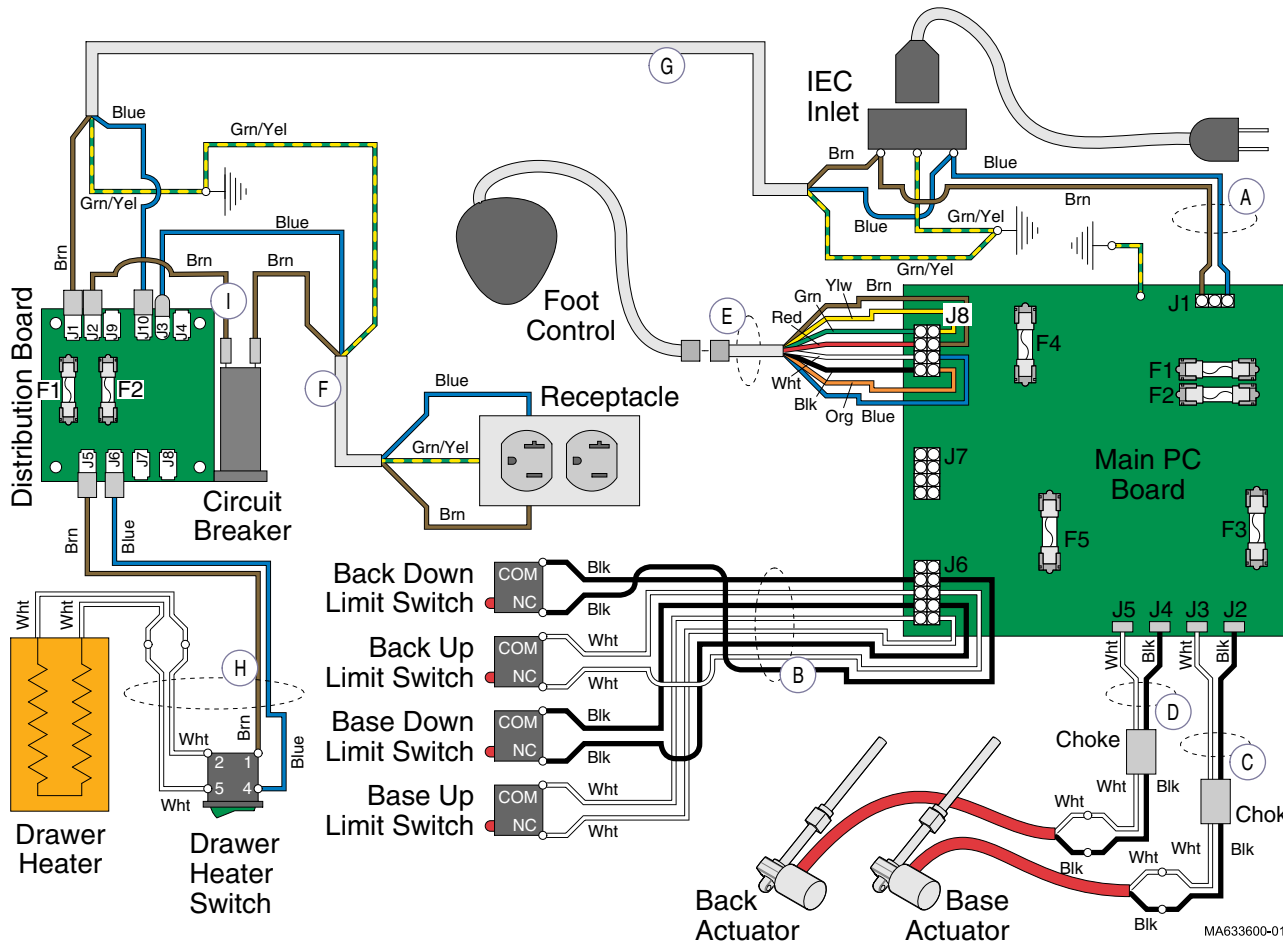 G
IEC
Inlet
Blue
Grn/Yel
Brn
Blue
A
Brn
Blue
Grn/Yel
Grn/Yel
Grn/Yel
Blue
Brn
Brn
Brn
I
Foot
Control
E
Grn
Ylw
Brn
Red
Wht
Blk
Org
Blue
J8
J1
F4
F1
F2
Distribution Board
J1
J2
J9
J10
J3
J4
F1
F2
J5
J6
J7
J8
Circuit
Breaker
F
Blue
Grn/Yel
Brn
Receptacle
J7
Main PC
Board
F5
F3
Brn
Blue
Back Down
Limit Switch
COM
NC
Blk
Blk
J6
Back Up
Limit Switch
COM
NC
Wht
Wht
B
Base Down
Limit Switch
COM
NC
Blk
Blk
Base Up
Limit Switch
COM
NC
Wht
Wht
J5
J4
J3
J2
Wht
Blk
Wht
Blk
D
C
Choke
Wht
Blk
Chok
Wht
Blk
Wht
Blk
Wht
Blk
Wht
Wht
H
Wht
Brn
Blue
2
1
5
4
Wht
Drawer
Heater
Drawer
Heater
Switch
Back
Actuator
Base
Actuator
MA633600-01